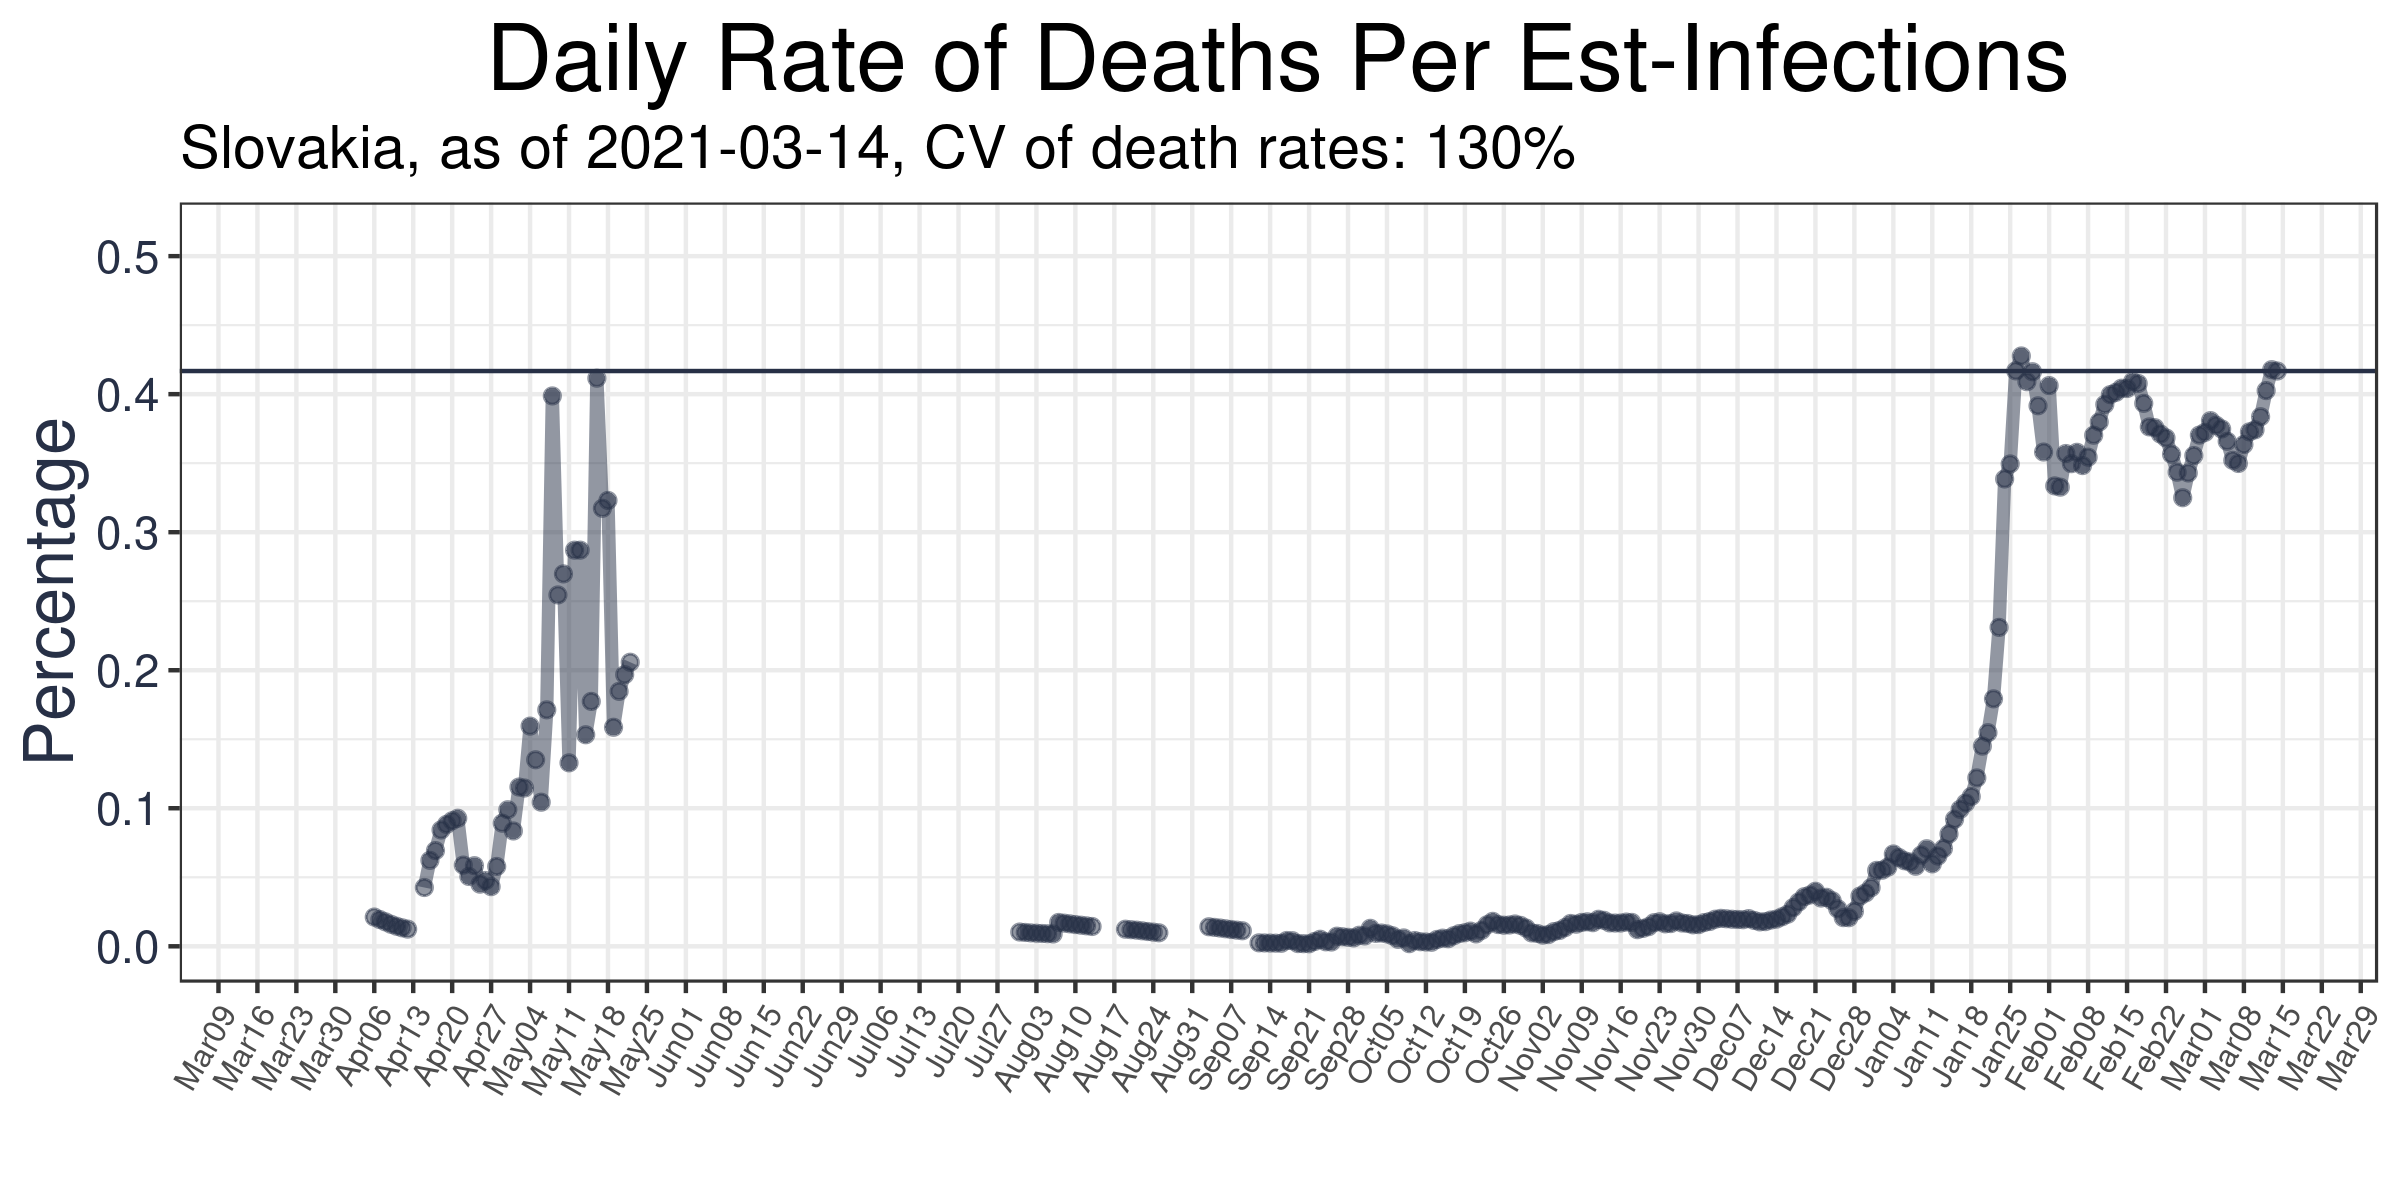 Daily Rate of Deaths Per Est-Infections
Slovakia, as of 2021-03-14, CV of death rates: 130%
Percentage
0.5
0.4
0.3
0.2
0.1
0.0
Mar09
Mar16
Mar23
Mar30
Apr06
Apr13
Apr20
Apr27
May04
May11
May18
May25
Jun01
Jun08
Jun15
Jun22
Jun29
Jul06
Jul13
Jul20
Jul27
Aug03
Aug10
Aug17
Aug24
Aug31
Sep07
Sep14
Sep21
Sep28
Oct05
Oct12
Oct19
Oct26
Nov02
Nov09
Nov16
Nov23
Nov30
Dec07
Dec14
Dec21
Dec28
Jan04
Jan11
Jan18
Jan25
Feb01
Feb08
Feb15
Feb22
Mar01
Mar08
Mar15
Mar22
Mar29